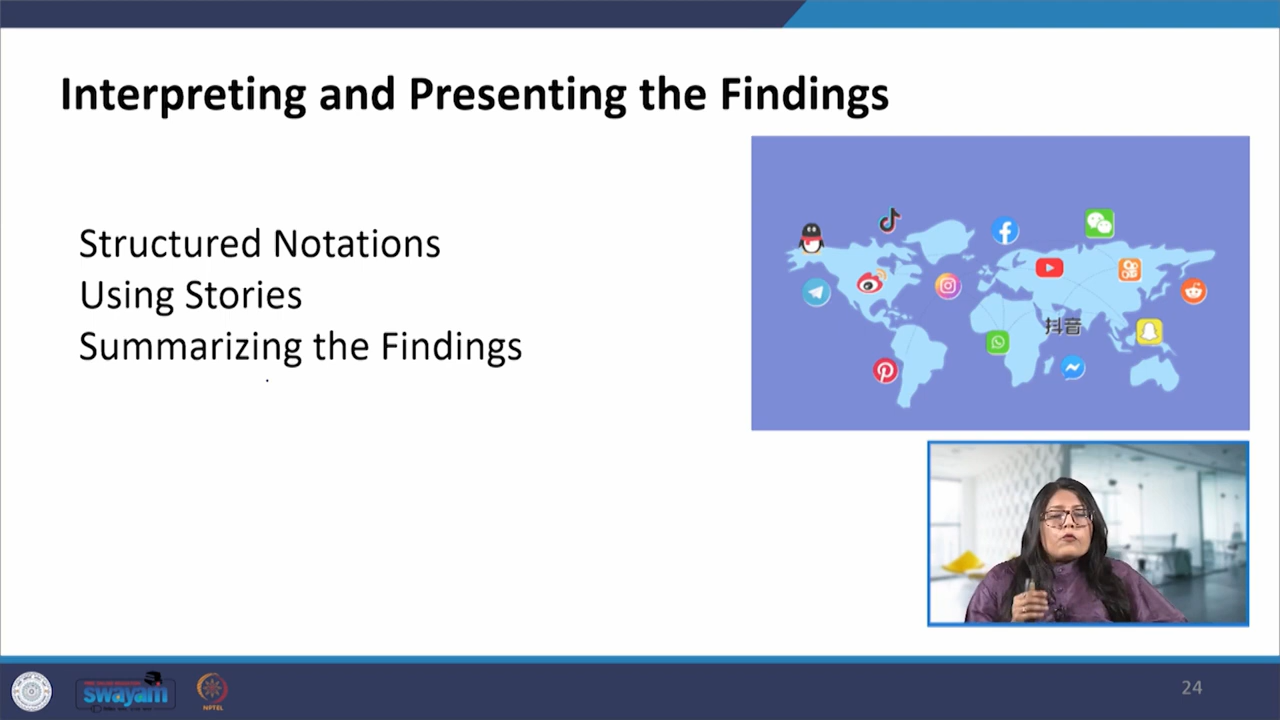 Interpreting and Presenting the Findings
Structured Notations
Using Stories
Summarizing the Findings
抖音
swayam
NPTEL
24